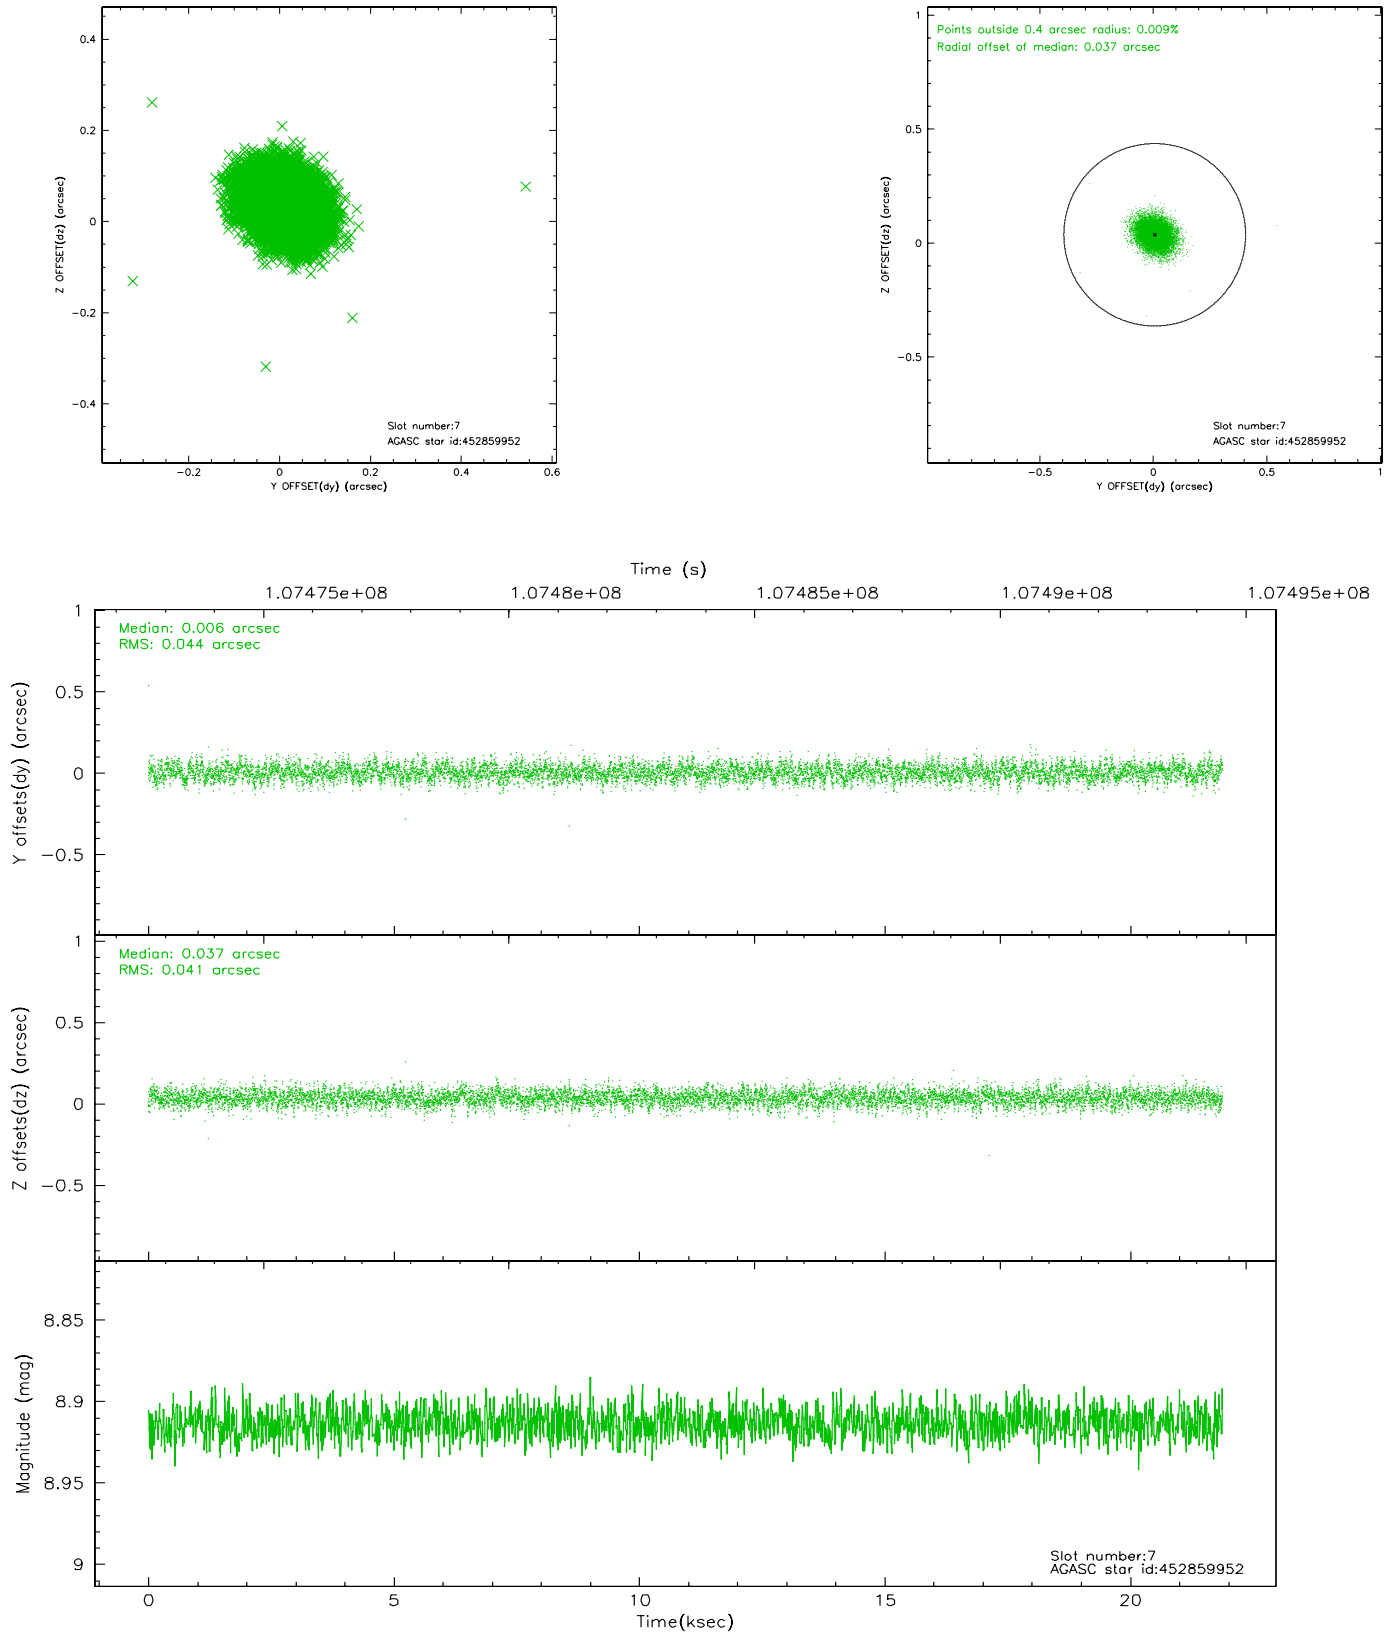 0.4
0.2
0
−0.2
−0.4
Z OFFSET(dz) (arcsec)
Slot number:7
AGASC star id:452859952
−0.2
0
0.2
0.4
0.6
Y OFFSET(dy) (arcsec)
Points outside 0.4 arcsec radius: 0.009%
Radial offset of median: 0.037 arcsec
1
0.5
0
−0.5
Z OFFSET(dz) (arcsec)
Slot number:7
AGASC star id:452859952
−0.5
0
0.5
1
Y OFFSET(dy) (arcsec)
Time (s)
1.07475e+08
1.0748e+08
1.07485e+08
1.0749e+08
1.07495e+08
Median: 0.006 arcsec
RMS: 0.044 arcsec
1
0.5
0
−0.5
Y offsets(dy) (arcsec)
Median: 0.037 arcsec
RMS: 0.041 arcsec
1
0.5
0
−0.5
Z offsets(dz) (arcsec)
8.85
8.9
8.95
9
Magnitude (mag)
Slot number:7
AGASC star id:452859952
0
5
10
15
20
Time(ksec)